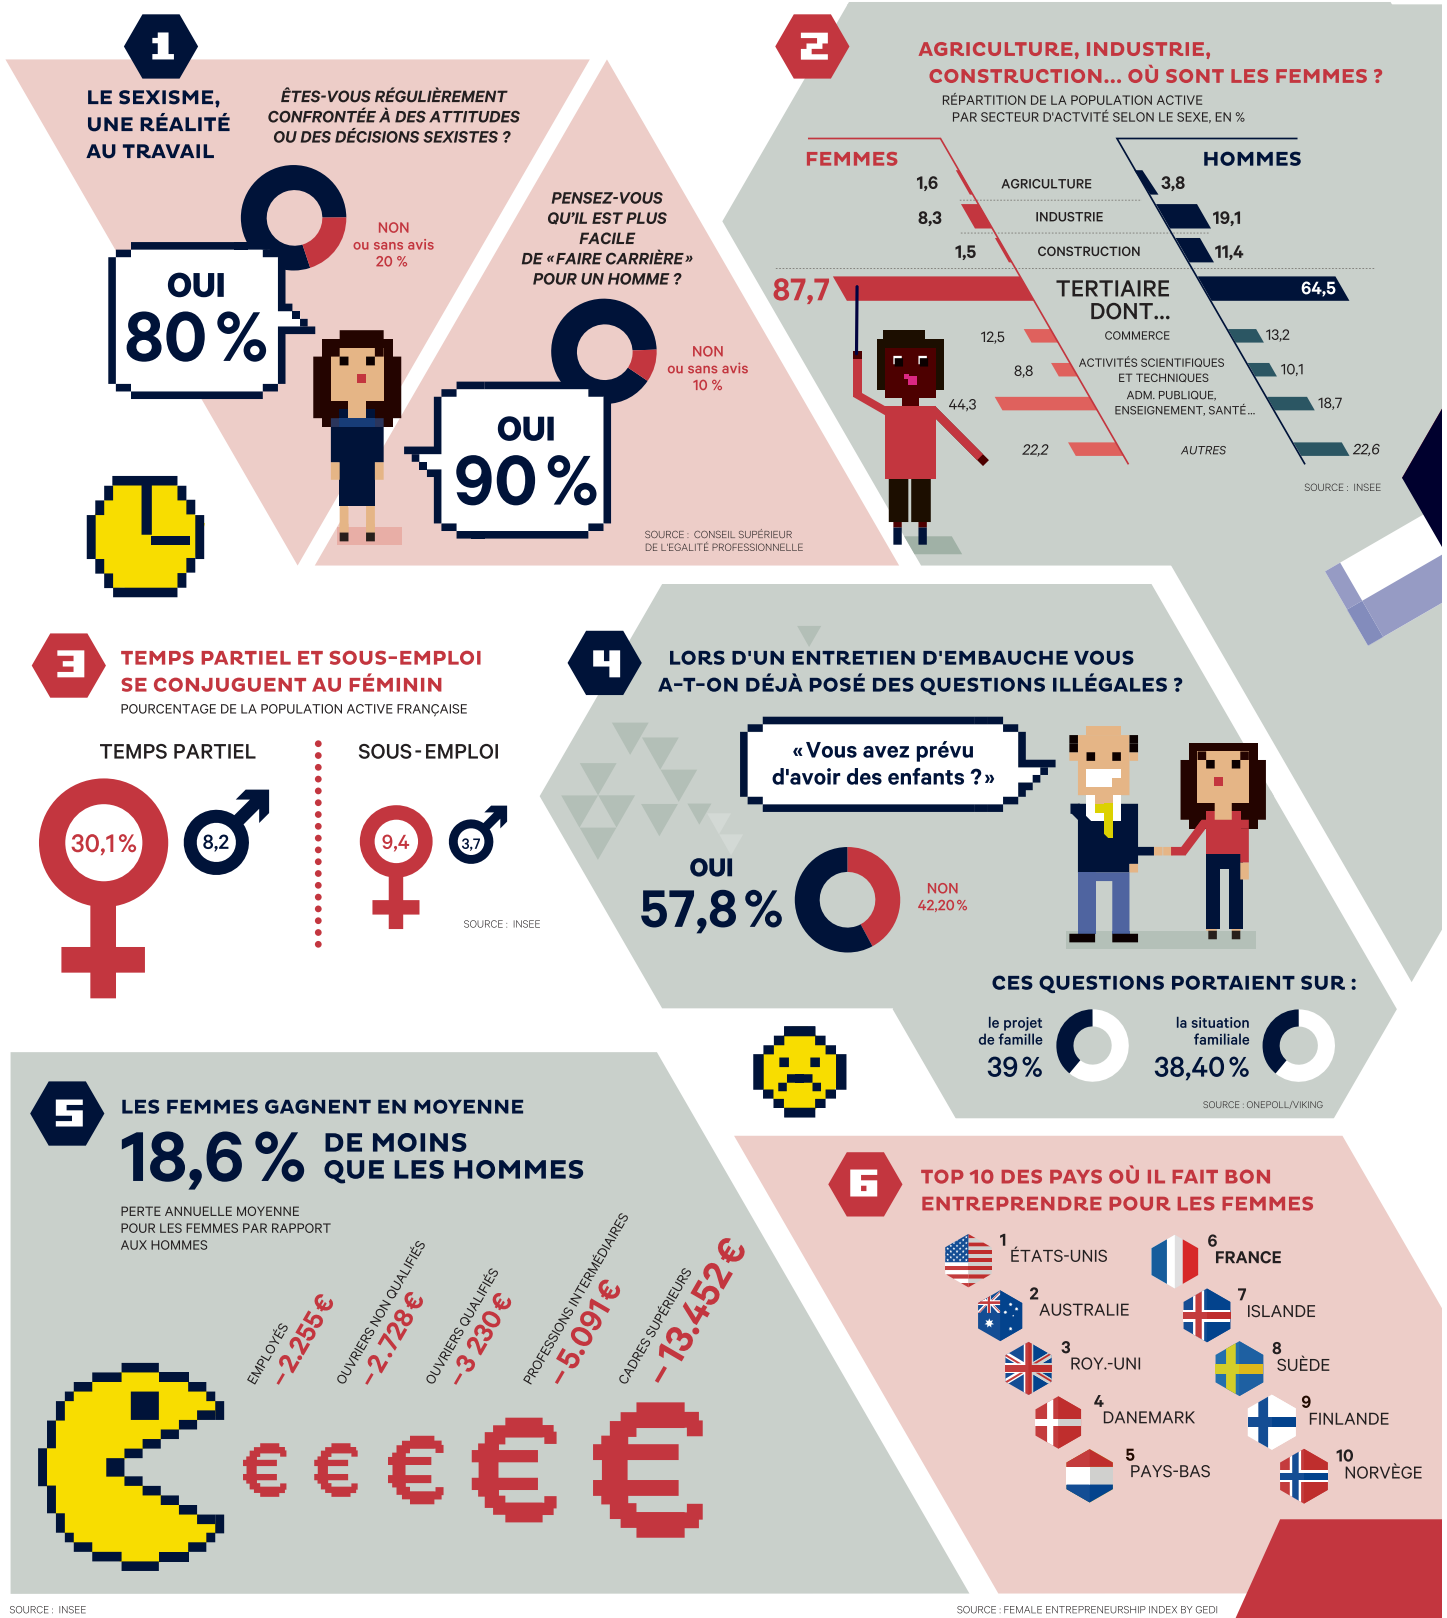 1
LE SEXISME,
UNE RÉALITÉ
AU TRAVAIL
ÊTES-VOUS RÉGULIÈREMENT
CONFRONTÉE À DES ATTITUDES
OU DES DÉCISIONS SEXISTES ?
NON
ou sans avis
20 %
OUI
80 %
PENSEZ-VOUS
QU'IL EST PLUS
FACILE
DE «FAIRE CARRIÈRE»
POUR UN HOMME ?
NON
ou sans avis
10 %
OUI
90 %
SOURCE : CONSEIL SUPÉRIEUR
DE L'EGALITÉ PROFESSIONNELLE
2
AGRICULTURE, INDUSTRIE,
CONSTRUCTION... OÙ SONT LES FEMMES ?
RÉPARTITION DE LA POPULATION ACTIVE
PAR SECTEUR D'ACTVITÉ SELON LE SEXE, EN %
FEMMES HOMMES
1,6 AGRICULTURE 3,8
8,3 INDUSTRIE 19,1
1,5 CONSTRUCTION 11,4
87,7 TERTIAIRE 64,5
DONT...
12,5 COMMERCE 13,2
8,8 ACTIVITÉS SCIENTIFIQUES 10,1
ET TECHNIQUES
44,3 ADM. PUBLIQUE, 18,7
ENSEIGNEMENT, SANTÉ...
22,2 AUTRES 22,6
SOURCE : INSEE
3
TEMPS PARTIEL ET SOUS-EMPLOI
SE CONJUGUENT AU FÉMININ
POURCENTAGE DE LA POPULATION ACTIVE FRANÇAISE
TEMPS PARTIEL
30,1%
8,2
SOUS-EMPLOI
9,4
3,7
SOURCE : INSEE
4
LORS D'UN ENTRETIEN D'EMBAUCHE VOUS
A-T-ON DÉJÀ POSÉ DES QUESTIONS ILLÉGALES ?
«Vous avez prévu
d'avoir des enfants ?»
OUI
57,8 %
NON
42,20 %
CES QUESTIONS PORTAIENT SUR :
le projet
de famille
39 %
la situation
familiale
38,40 %
SOURCE : ONEPOLL/VIKING
5
LES FEMMES GAGNENT EN MOYENNE
18,6 % DE MOINS
QUE LES HOMMES
PERTE ANNUELLE MOYENNE
POUR LES FEMMES PAR RAPPORT
AUX HOMMES
EMPLOYÉS
– 2.255 €
OUVRIERS NON QUALIFIÉS
– 2.728 €
OUVRIERS QUALIFIÉS
– 3 230 €
PROFESSIONS INTERMÉDIAIRES
– 5.091 €
CADRES SUPÉRIEURS
– 13.452 €
€ € € € €
SOURCE : INSEE
6
TOP 10 DES PAYS OÙ IL FAIT BON
ENTREPRENDRE POUR LES FEMMES
1 ÉTATS-UNIS
2 AUSTRALIE
3 ROY.-UNI
4 DANEMARK
5 PAYS-BAS
6 FRANCE
7 ISLANDE
8 SUÈDE
9 FINLANDE
10 NORVÈGE
SOURCE : FEMALE ENTREPRENEURSHIP INDEX BY GEDI